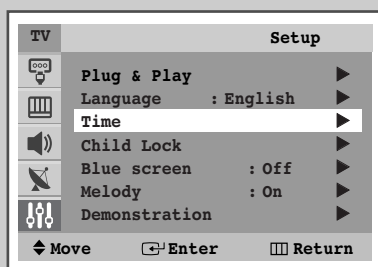 TV Setup
Plug & Play
Language : English
Time
Child Lock
Blue screen : Off
Melody : On
Demonstration
Move Enter Return